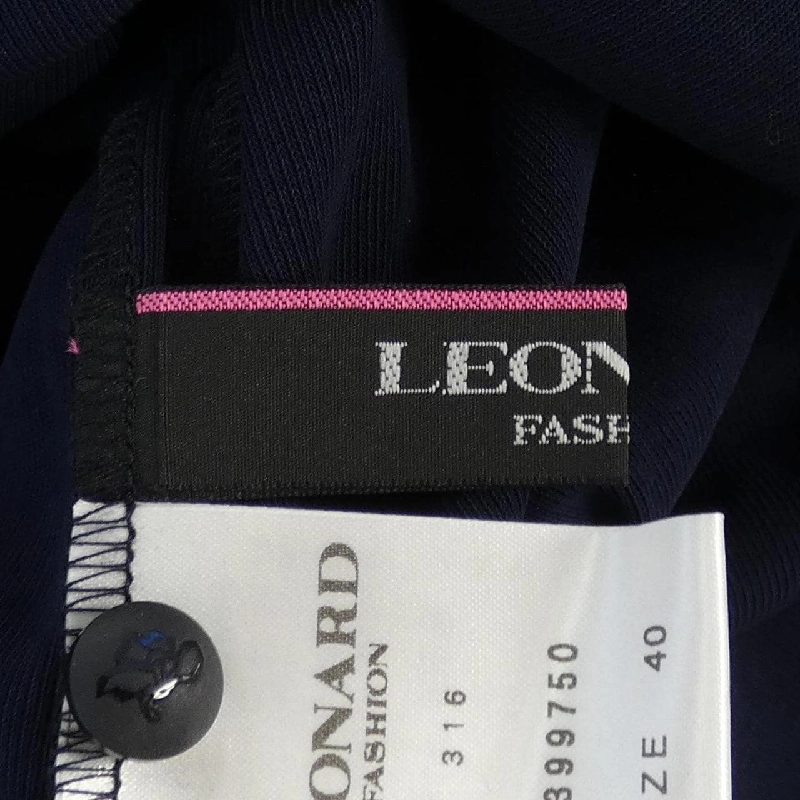 LEON
FASH
ONARD
FASHION
316
399750
ZE 40